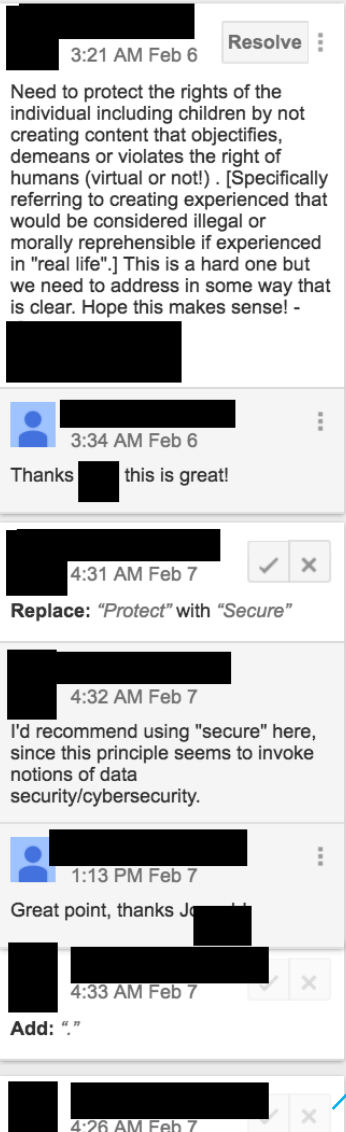 3:21 AM Feb 6
Resolve
Need to protect the rights of the
individual including children by not
creating content that objectifies,
demeans or violates the right of
humans (virtual or not!) . [Specifically
referring to creating experienced that
would be considered illegal or
morally reprehensible if experienced
in "real life".] This is a hard one but
we need to address in some way that
is clear. Hope this makes sense! -
3:34 AM Feb 6
Thanks this is great!
4:31 AM Feb 7
Replace: “Protect” with “Secure”
4:32 AM Feb 7
I'd recommend using "secure" here,
since this principle seems to invoke
notions of data
security/cybersecurity.
1:13 PM Feb 7
Great point, thanks
4:33 AM Feb 7
Add: “.”
4:26 AM Feb 7